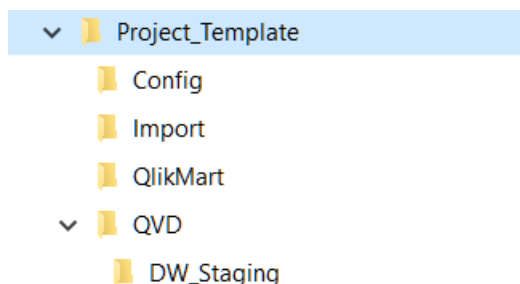 Project_Template
Config
Import
QlikMart
QVD
DW_Staging